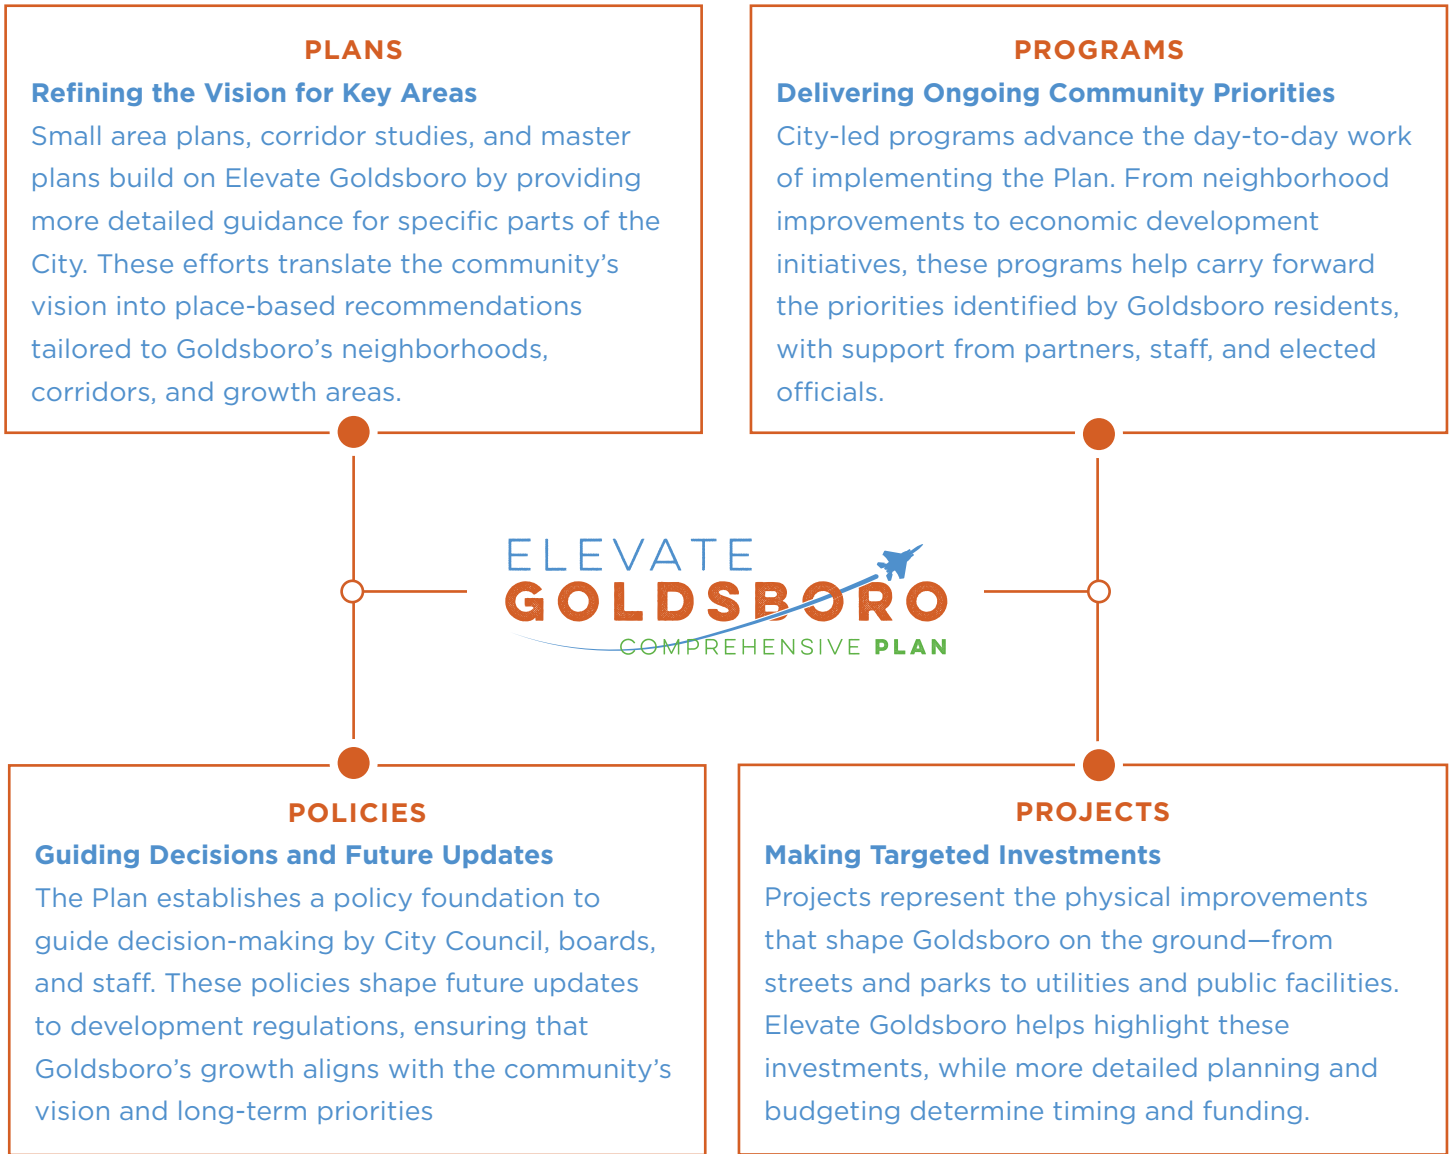 PLANS
Refining the Vision for Key Areas
Small area plans, corridor studies, and master
plans build on Elevate Goldsboro by providing
more detailed guidance for specific parts of the
City. These efforts translate the community’s
vision into place-based recommendations
tailored to Goldsboro’s neighborhoods,
corridors, and growth areas.
PROGRAMS
Delivering Ongoing Community Priorities
City-led programs advance the day-to-day work
of implementing the Plan. From neighborhood
improvements to economic development
initiatives, these programs help carry forward
the priorities identified by Goldsboro residents,
with support from partners, staff, and elected
officials.
ELEVATE
GOLDSBORO
COMPREHENSIVE PLAN
POLICIES
Guiding Decisions and Future Updates
The Plan establishes a policy foundation to
guide decision-making by City Council, boards,
and staff. These policies shape future updates
to development regulations, ensuring that
Goldsboro’s growth aligns with the community’s
vision and long-term priorities
PROJECTS
Making Targeted Investments
Projects represent the physical improvements
that shape Goldsboro on the ground—from
streets and parks to utilities and public facilities.
Elevate Goldsboro helps highlight these
investments, while more detailed planning and
budgeting determine timing and funding.